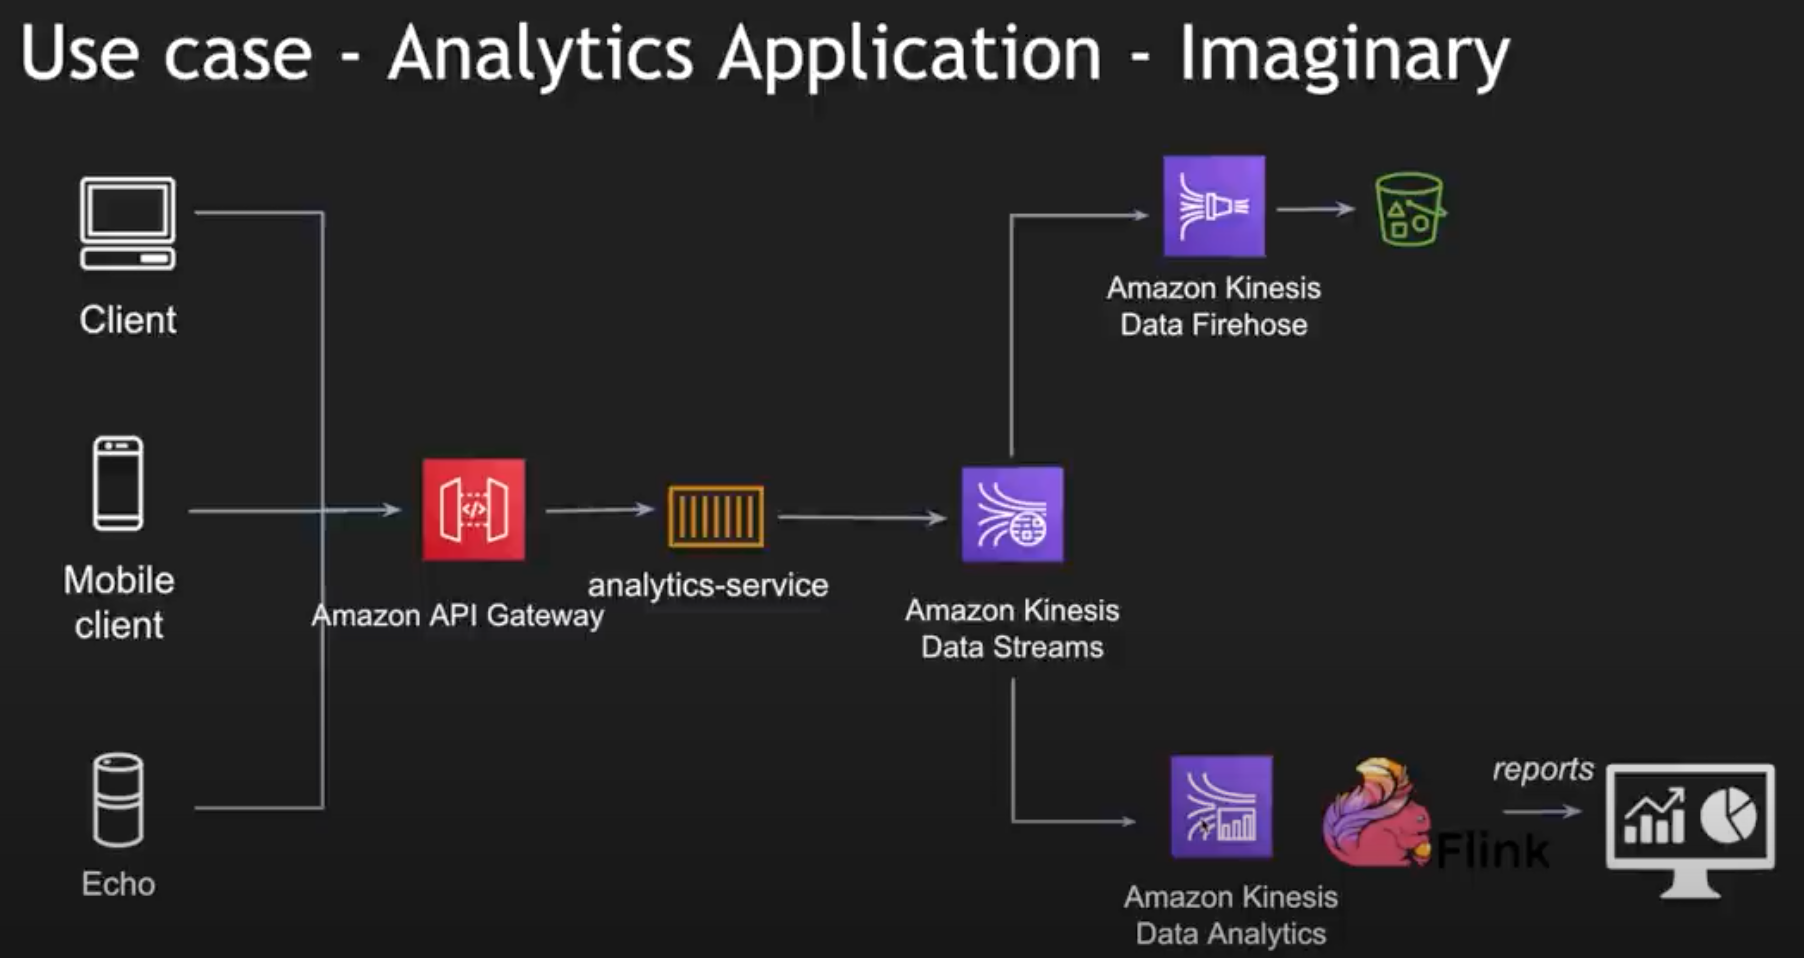 Use case - Analytics Application - Imaginary
Client
Mobile
client
Echo
Amazon API Gateway
</>
analytics-service
Amazon Kinesis
Data Streams
Amazon Kinesis
Data Firehose
Amazon Kinesis
Data Analytics
Flink
reports